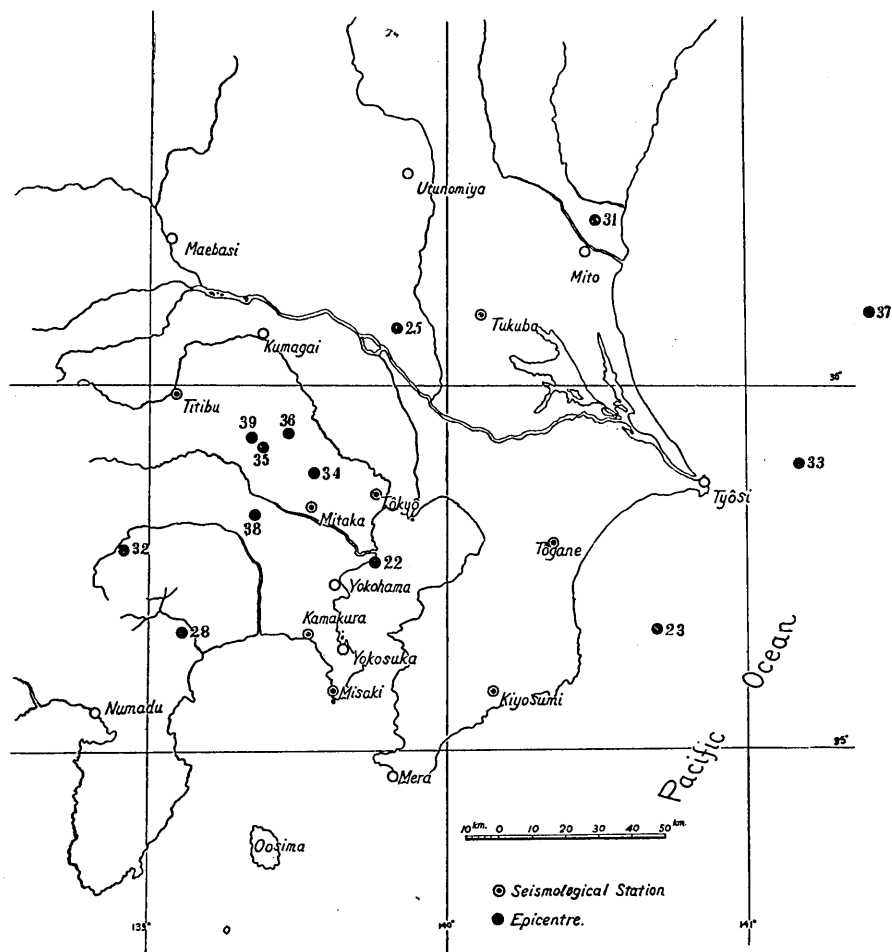 Utunomiya
31
Maebasi
Mito
37
25
Tukuba
Kumagai
36°
Titibu
39
36
35
33
34
Tôkyô
Tyôsi
38
Mitaka
32
Tôgane
22
Yokohama
Kamakura
28
23
Yokosuka
Misaki
Kiyosumi
Numadu
Pacific Ocean
35°
Mera
10 km. 0 10 20 30 40 50 km.
Oosima
Seismological Station
Epicentre.
139°
140°
141°